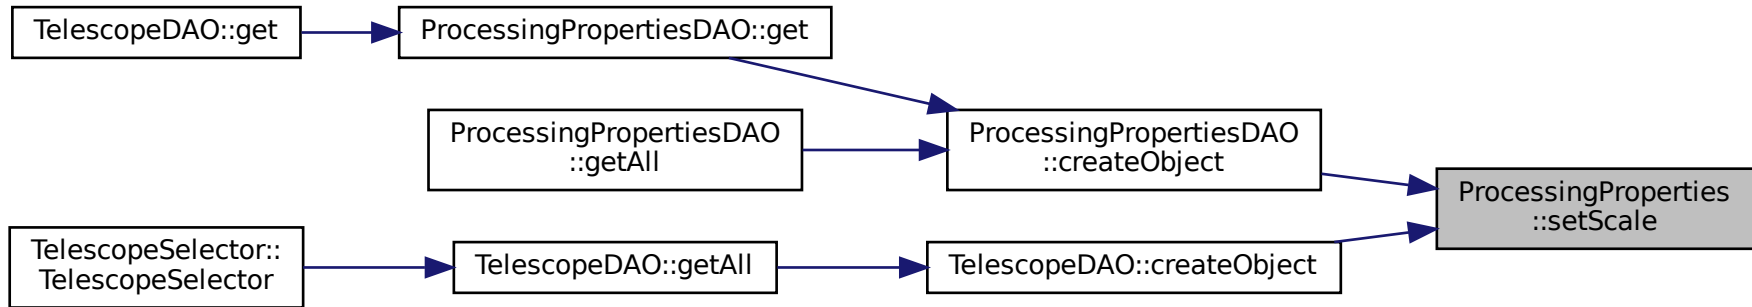 TelescopeDAO::get
ProcessingPropertiesDAO::get
ProcessingPropertiesDAO
::getAll
ProcessingPropertiesDAO
::createObject
ProcessingProperties
::setScale
TelescopeSelector::
TelescopeSelector
TelescopeDAO::getAll
TelescopeDAO::createObject